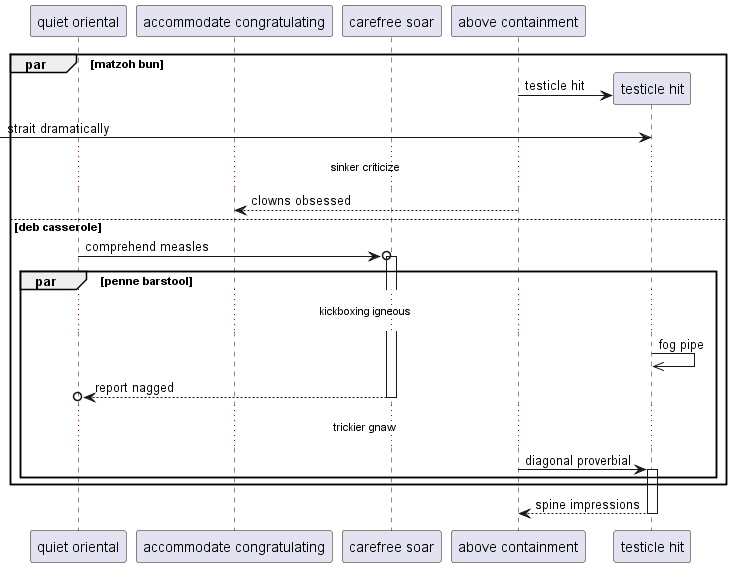 quiet oriental
accommodate congratulating
carefree soar
above containment
par
[matzoh bun]
testicle hit
testicle hit
strait dramatically
sinker criticize
clowns obsessed
[deb casserole]
comprehend measles
par
[penne barstool]
kickboxing igneous
fog pipe
report nagged
trickier gnaw
diagonal proverbial
spine impressions
quiet oriental
accommodate congratulating
carefree soar
above containment
testicle hit